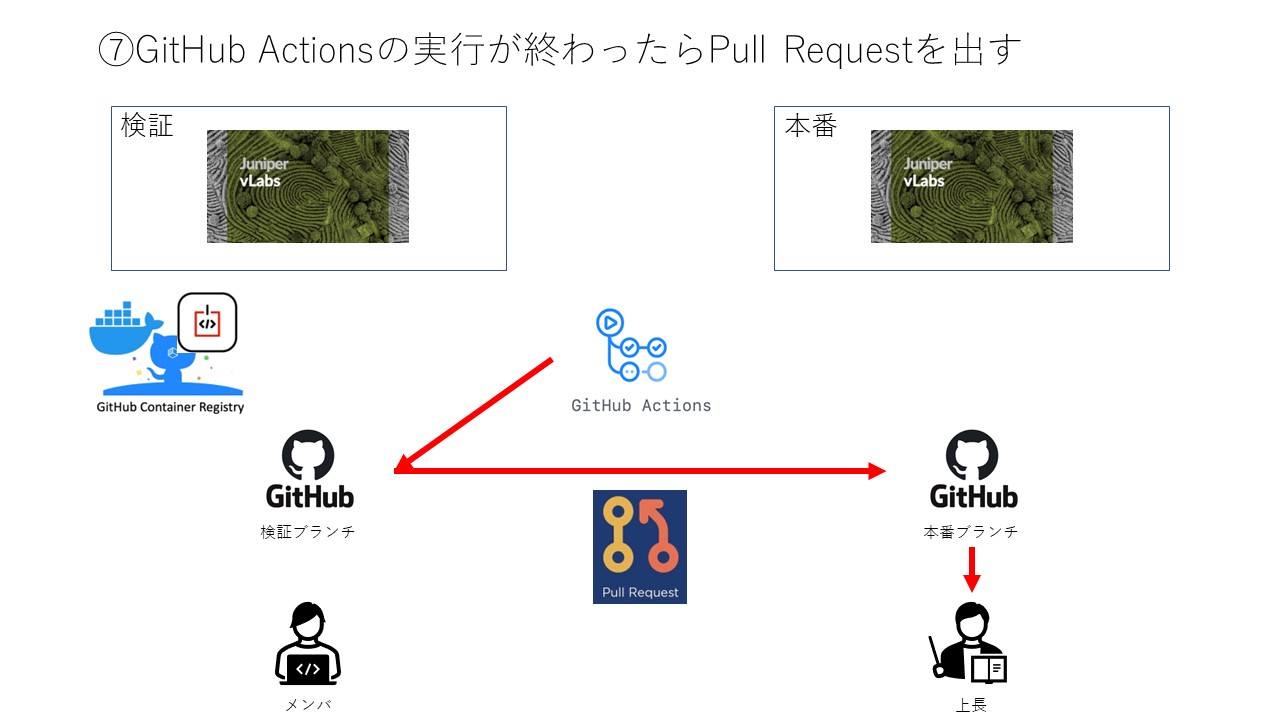 ⑦GitHub Actionsの実行が終わったらPull Requestを出す
検証
Juniper
vLabs
本番
Juniper
vLabs
GitHub Container Registry
GitHub Actions
GitHub
検証ブランチ
GitHub
本番ブランチ
Pull Request
メンバ
上長